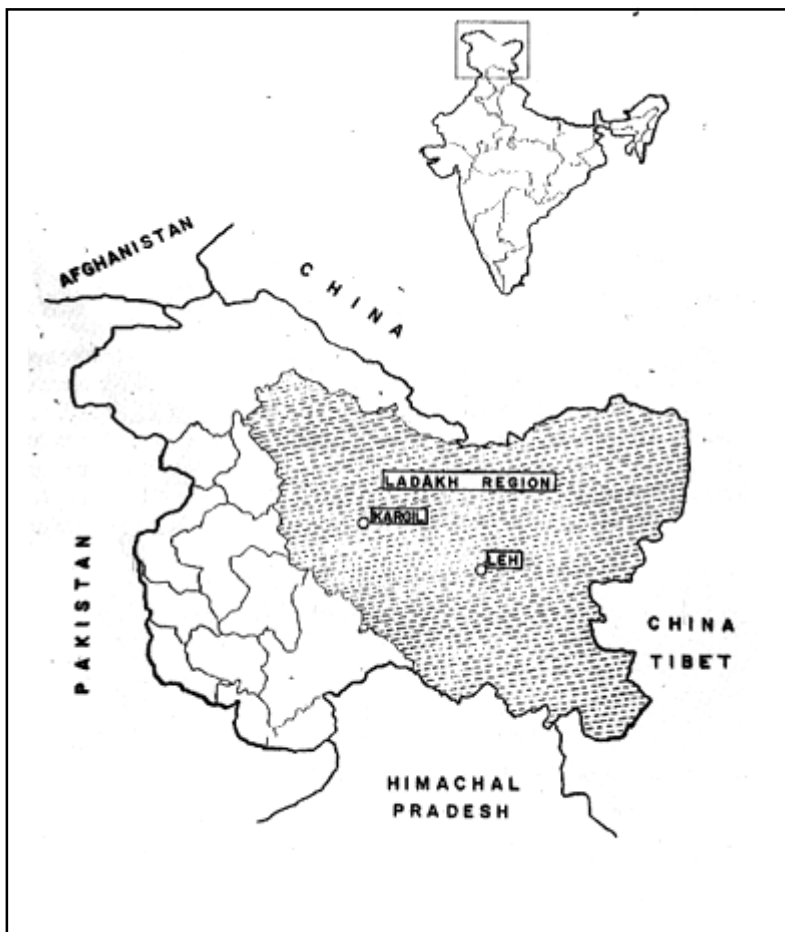 AFGHANISTAN
CHINA
LADAKH REGION
KARGIL
LEH
PAKISTAN
CHINA
TIBET
HIMACHAL
PRADESH